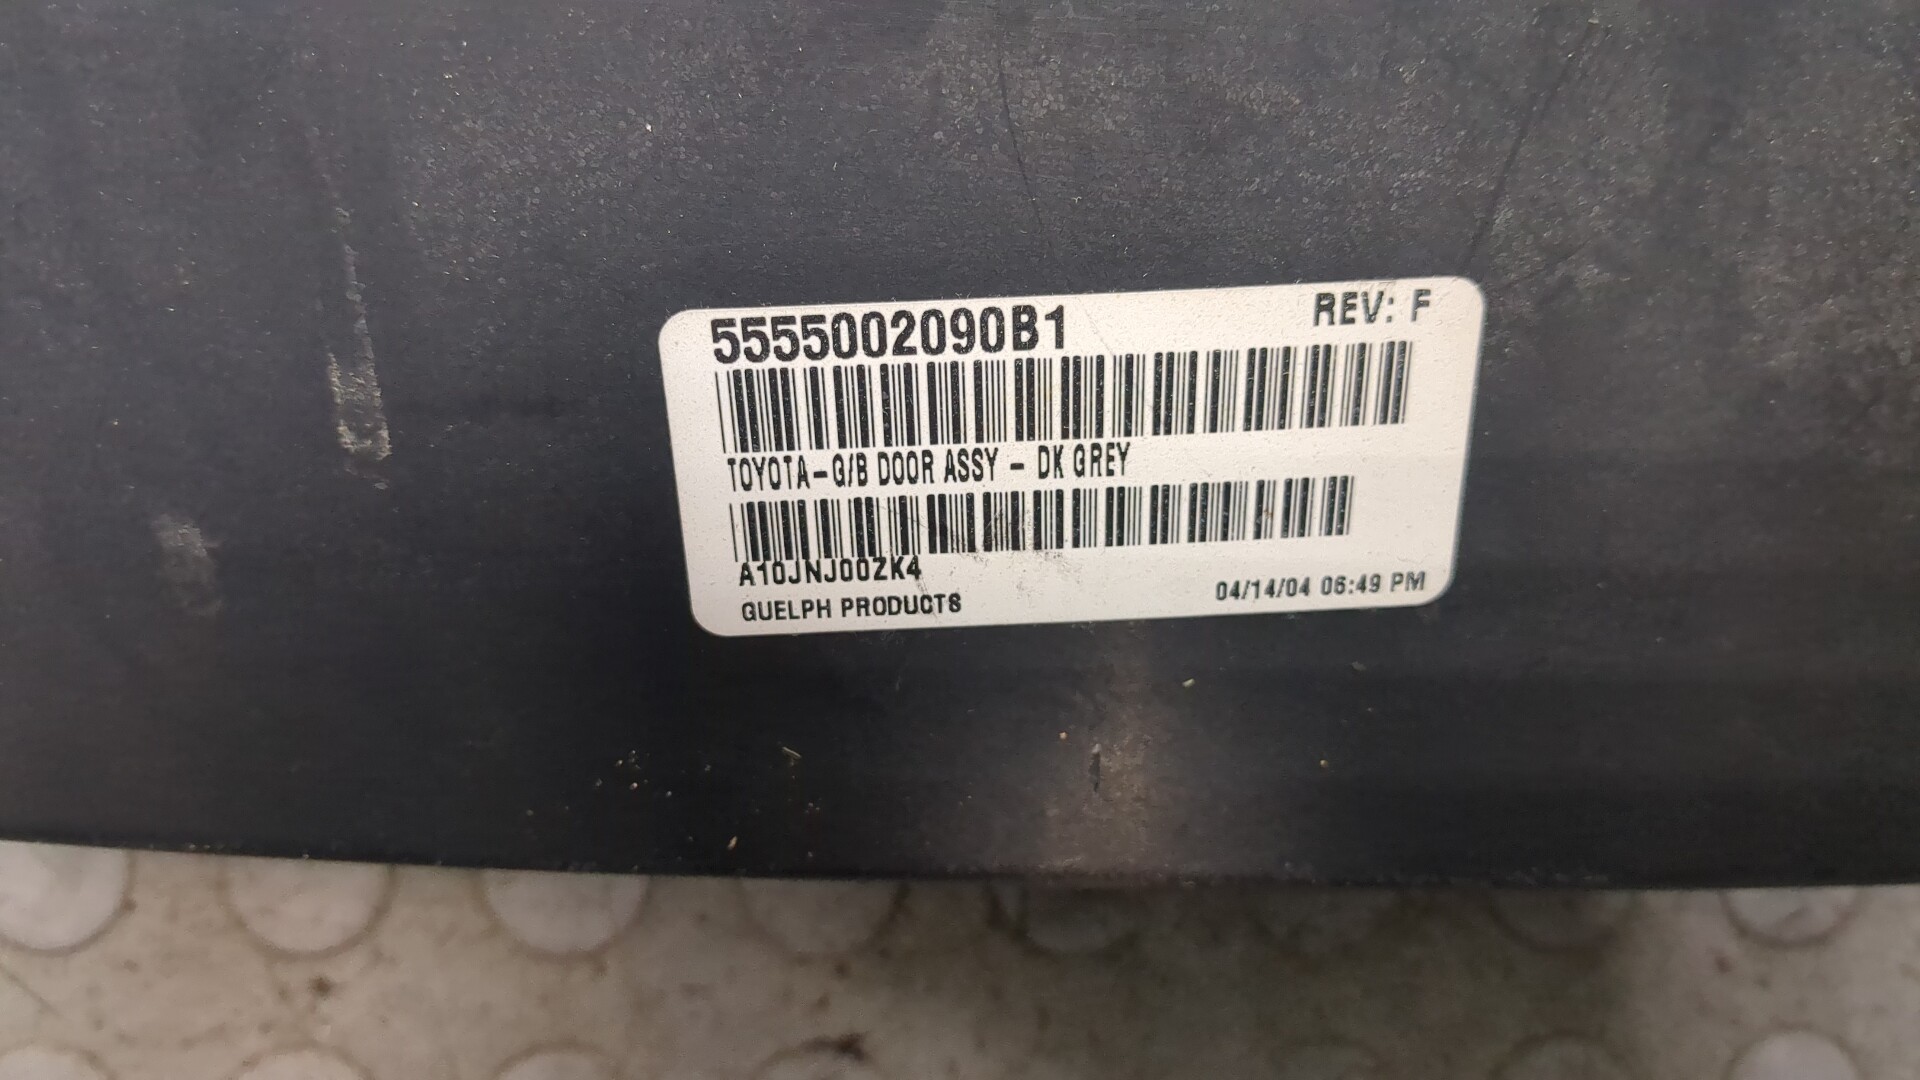 5555002090B1
REV: F
TOYOTA-G/B DOOR ASSY - DK GREY
A10JNJ00ZK4
GUELPH PRODUCTS
04/14/04 06:49 PM